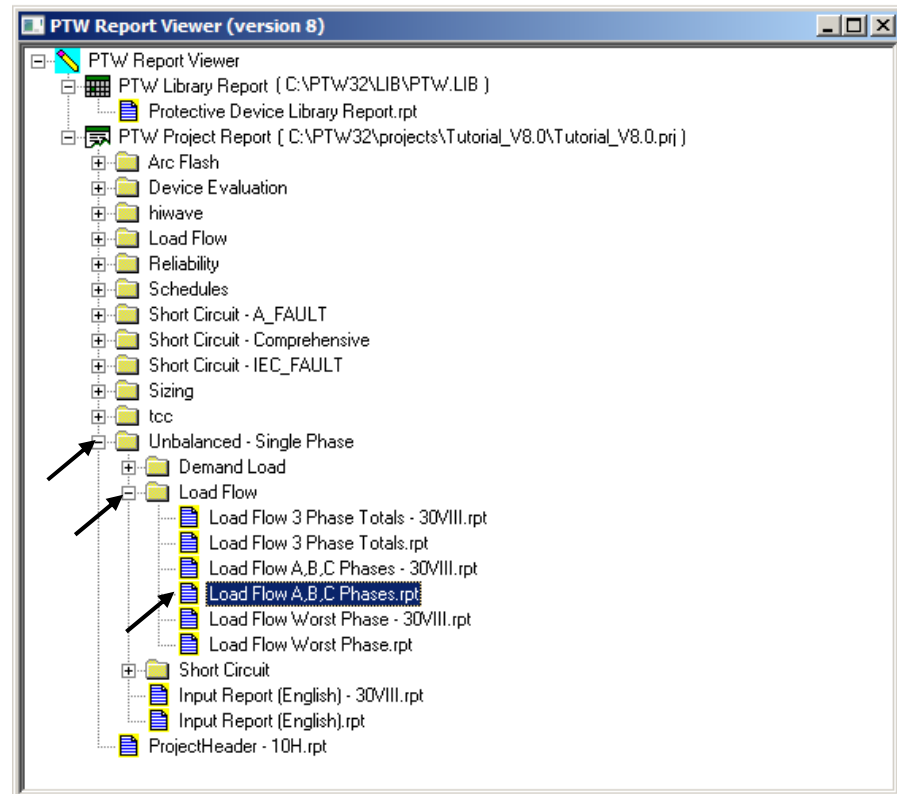 PTW Report Viewer (version 8)
PTW Report Viewer
PTW Library Report ( C:\PTW32\LIB\PTW.LIB )
Protective Device Library Report.rpt
PTW Project Report ( C:\PTW32\projects\Tutorial_V8.0\Tutorial_V8.0.prj )
Arc Flash
Device Evaluation
hiwave
Load Flow
Reliability
Schedules
Short Circuit - A_FAULT
Short Circuit - Comprehensive
Short Circuit - IEC_FAULT
Sizing
tcc
Unbalanced - Single Phase
Demand Load
Load Flow
Load Flow 3 Phase Totals - 30VIII.rpt
Load Flow 3 Phase Totals.rpt
Load Flow A,B,C Phases - 30VIII.rpt
Load Flow A,B,C Phases.rpt
Load Flow Worst Phase - 30VIII.rpt
Load Flow Worst Phase.rpt
Short Circuit
Input Report (English) - 30VIII.rpt
Input Report (English).rpt
ProjectHeader - 10H.rpt